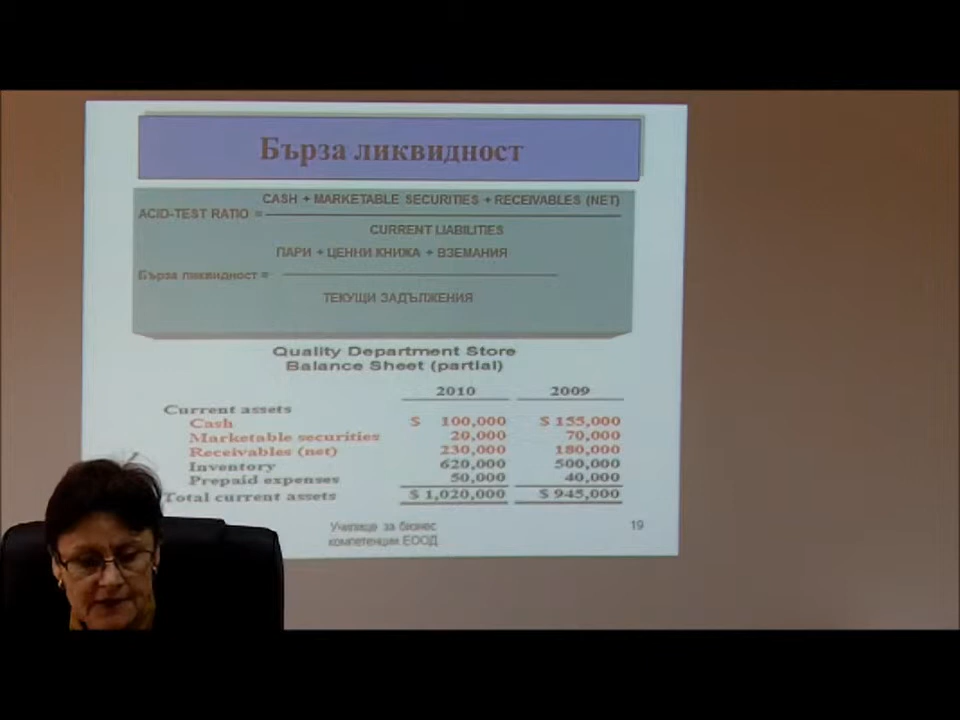 Бърза ликвидност
CASH + MARKETABLE SECURITIES + RECEIVABLES (NET)
ACID-TEST RATIO =
CURRENT LIABILITIES
ПАРИ + ЦЕННИ КНИЖА + ВЗЕМАНИЯ
Бърза ликвидност =
ТЕКУЩИ ЗАДЪЛЖЕНИЯ
Quality Department Store
Balance Sheet (partial)
2010 2009
Current assets
Cash $ 100,000 $ 155,000
Marketable securities 20,000 70,000
Receivables (net) 230,000 180,000
Inventory 620,000 500,000
Prepaid expenses 50,000 40,000
Total current assets $ 1,020,000 $ 945,000
Училище за бизнес
компетенции ЕООД
19